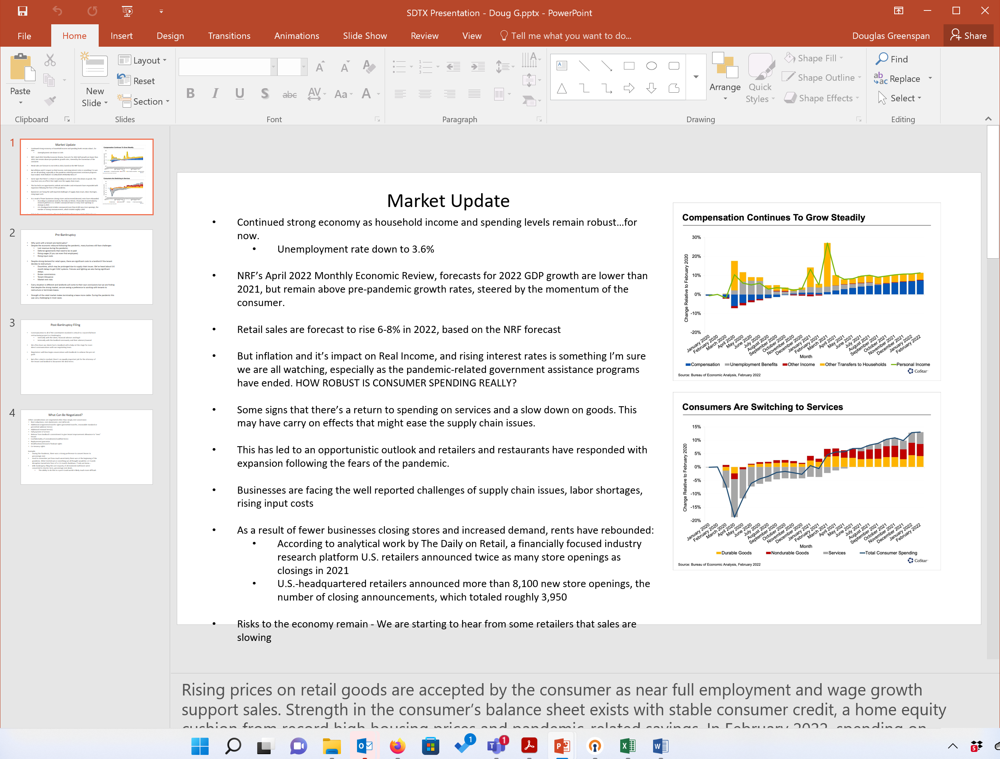 SDTX Presentation - Doug G.pptx - PowerPoint
File Home Insert Design Transitions Animations Slide Show Review View Tell me what you want to do... Douglas Greenspan Share
Paste
Clipboard
New Slide
Layout
Reset
Section
Slides
B I U S abc AV Aa A
Font
Paragraph
Arrange
Quick Styles
Shape Fill
Shape Outline
Shape Effects
Drawing
Find
Replace
Select
Editing
1
Market Update
2
Pre-Bankruptcy
3
Post-Bankruptcy Filing
4
What Can Be Negotiated?
Market Update
• Continued strong economy as household income and spending levels remain robust...for
now.
• Unemployment rate down to 3.6%
• NRF's April 2022 Monthly Economic Review, forecasts for 2022 GDP growth are lower than
2021, but remain above pre-pandemic growth rates, steered by the momentum of the
consumer.
• Retail sales are forecast to rise 6-8% in 2022, based on the NRF forecast
• But inflation and it's impact on Real Income, and rising interest rates is something I'm sure
we are all watching, especially as the pandemic-related government assistance programs
have ended. HOW ROBUST IS CONSUMER SPENDING REALLY?
• Some signs that there's a return to spending on services and a slow down on goods. This
may have carry on effects that might ease the supply chain issues.
• This has led to an opportunistic outlook and retailers and restaurants have responded with
expansion following the fears of the pandemic.
• Businesses are facing the well reported challenges of supply chain issues, labor shortages,
rising input costs
• As a result of fewer businesses closing stores and increased demand, rents have rebounded:
• According to analytical work by The Daily on Retail, a financially focused industry
research platform U.S. retailers announced twice as many store openings as
closings in 2021
• U.S.-headquartered retailers announced more than 8,100 new store openings, the
number of closing announcements, which totaled roughly 3,950
• Risks to the economy remain - We are starting to hear from some retailers that sales are
slowing
Compensation Continues To Grow Steadily
Change Relative to February 2020
30%
20%
10%
0%
-10%
-20%
January 2020 February 2020 March 2020 April 2020 May 2020 June 2020 July 2020 August 2020 September 2020 October 2020 November 2020 December 2020 January 2021 February 2021 March 2021 April 2021 May 2021 June 2021 July 2021 August 2021 September 2021 October 2021 November 2021 December 2021 January 2022 February 2022
Month
Compensation Unemployment Benefits Other Income Other Transfers to Households Personal Income
CoStar
Source: Bureau of Economic Analysis, February 2022
Consumers Are Switching to Services
Change Relative to February 2020
15%
10%
5%
0%
-5%
-10%
-15%
-20%
January 2020 February 2020 March 2020 April 2020 May 2020 June 2020 July 2020 August 2020 September 2020 October 2020 November 2020 December 2020 January 2021 February 2021 March 2021 April 2021 May 2021 June 2021 July 2021 August 2021 September 2021 October 2021 November 2021 December 2021 January 2022 February 2022
Month
Durable Goods Nondurable Goods Services Total Consumer Spending
CoStar
Source: Bureau of Economic Analysis, February 2022
Rising prices on retail goods are accepted by the consumer as near full employment and wage growth
support sales. Strength in the consumer's balance sheet exists with stable consumer credit, a home equity
cushion from record high housing prices and pandemic-related savings. In February 2022, spending on
1
1
5